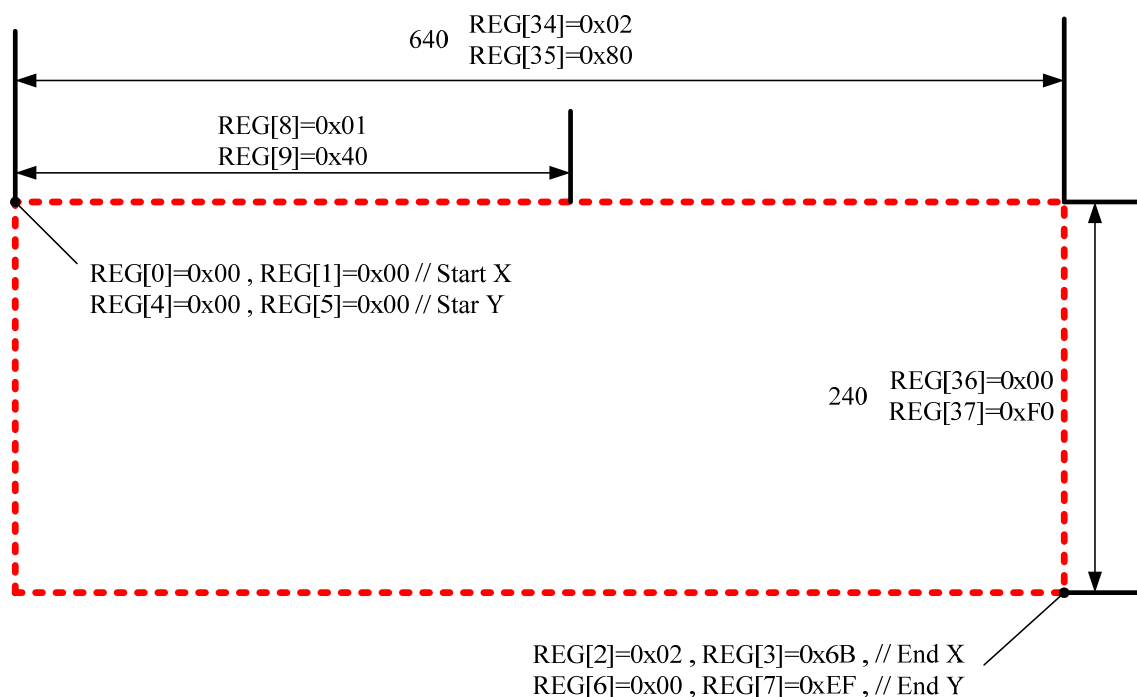 640
REG[34]=0x02
REG[35]=0x80
REG[8]=0x01
REG[9]=0x40
REG[0]=0x00 , REG[1]=0x00 // Start X
REG[4]=0x00 , REG[5]=0x00 // Star Y
240
REG[36]=0x00
REG[37]=0xF0
REG[2]=0x02 , REG[3]=0x6B , // End X
REG[6]=0x00 , REG[7]=0xEF , // End Y